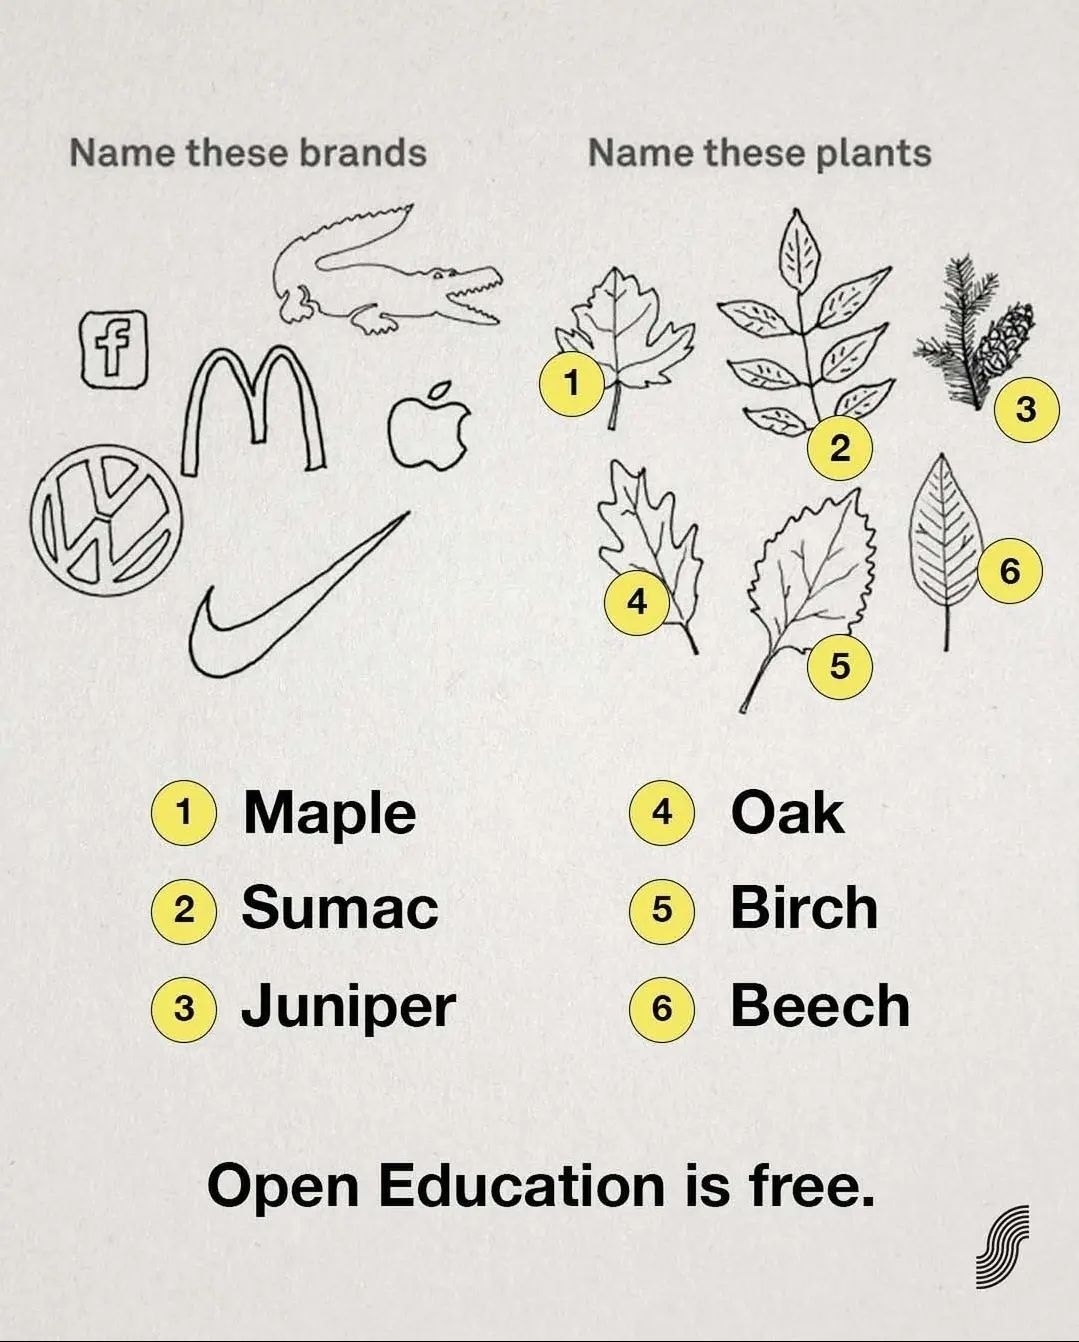 Name these brands
Name these plants
f
1
2
3
4
5
6
1 Maple
2 Sumac
3 Juniper
4 Oak
5 Birch
6 Beech
Open Education is free.